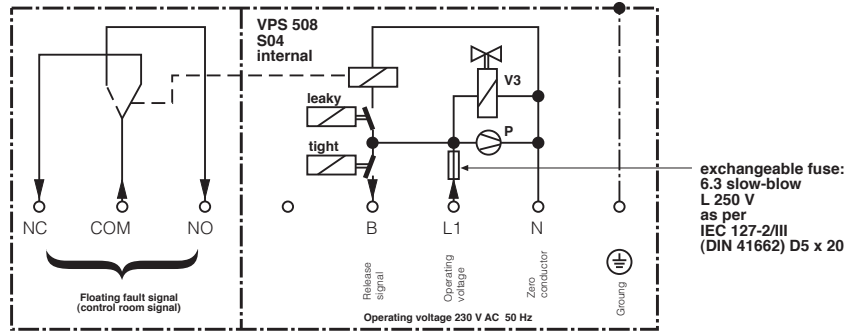 VPS 508
S04
internal
V3
leaky
P
tight
exchangeable fuse:
6.3 slow-blow
L 250 V
as per
IEC 127-2/III
(DIN 41662) D5 x 20
NC COM NO B L1 N
Release
signal
Operating
voltage
Zero
conductor
Groung
Floating fault signal
(control room signal)
Operating voltage 230 V AC 50 Hz